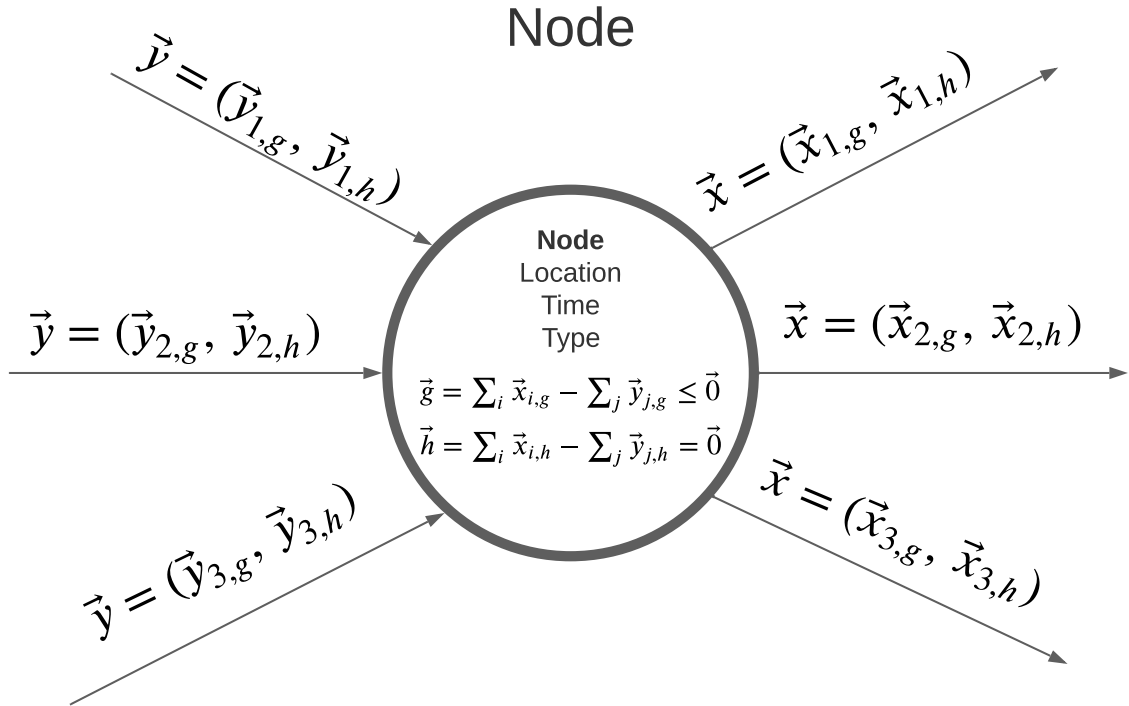 Node
y⃗ = (y⃗₁,g, y⃗₁,h)
x⃗ = (x⃗₁,g, x⃗₁,h)
y⃗ = (y⃗₂,g, y⃗₂,h)
x⃗ = (x⃗₂,g, x⃗₂,h)
y⃗ = (y⃗₃,g, y⃗₃,h)
x⃗ = (x⃗₃,g, x⃗₃,h)
Node
Location
Time
Type
g⃗ = ∑ᵢ x⃗ᵢ,g − ∑ⱼ y⃗ⱼ,g ≤ 0⃗
h⃗ = ∑ᵢ x⃗ᵢ,h − ∑ⱼ y⃗ⱼ,h = 0⃗